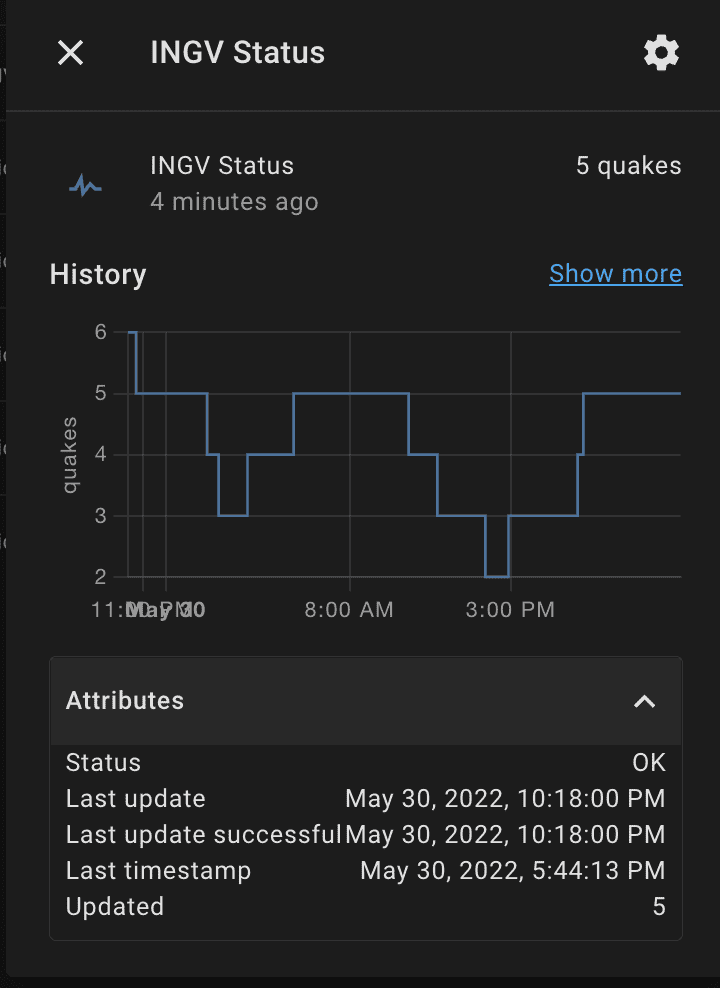 INGV Status
INGV Status 5 quakes
4 minutes ago
History Show more
6
5
4
3
2
quakes
May 30 8:00 AM 3:00 PM
Attributes
Status OK
Last update May 30, 2022, 10:18:00 PM
Last update successful May 30, 2022, 10:18:00 PM
Last timestamp May 30, 2022, 5:44:13 PM
Updated 5